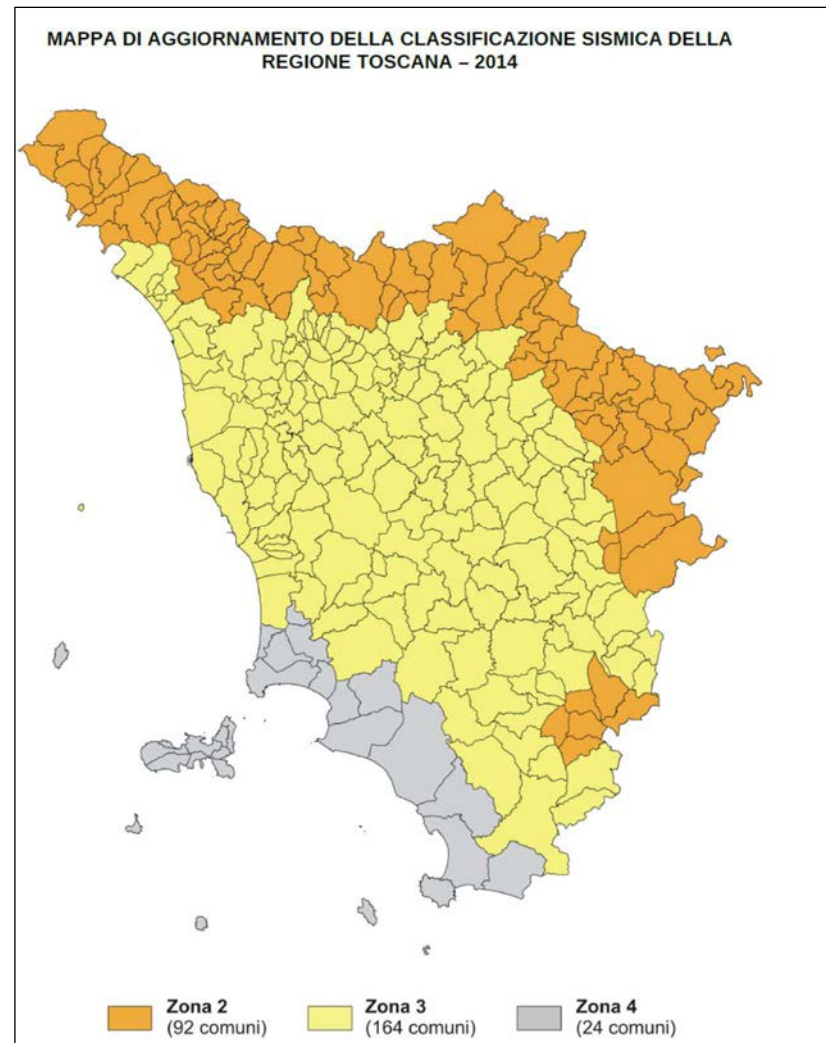 MAPPA DI AGGIORNAMENTO DELLA CLASSIFICAZIONE SISMICA DELLA
REGIONE TOSCANA – 2014
Zona 2
(92 comuni)
Zona 3
(164 comuni)
Zona 4
(24 comuni)